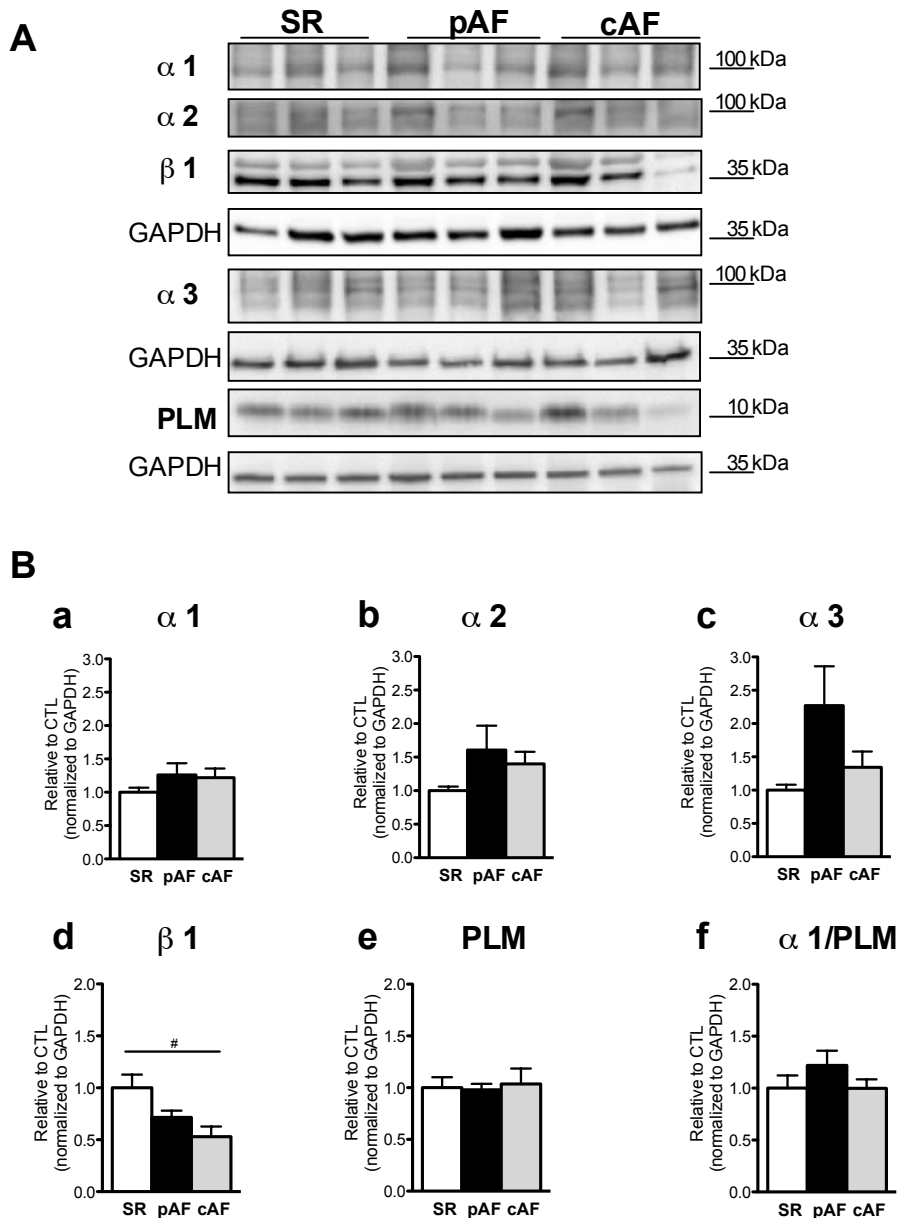 A
SR pAF cAF
α 1 100 kDa
α 2 100 kDa
β 1 35 kDa
GAPDH 35 kDa
α 3 100 kDa
GAPDH 35 kDa
PLM 10 kDa
GAPDH 35 kDa
B
a α 1
Relative to CTL
(normalized to GAPDH)
3.0
2.5
2.0
1.5
1.0
0.5
0.0
SR pAF cAF
b α 2
Relative to CTL
(normalized to GAPDH)
3.0
2.5
2.0
1.5
1.0
0.5
0.0
SR pAF cAF
c α 3
Relative to CTL
(normalized to GAPDH)
3.0
2.5
2.0
1.5
1.0
0.5
0.0
SR pAF cAF
d β 1
Relative to CTL
(normalized to GAPDH)
2.0
1.5
1.0
0.5
0.0
#
SR pAF cAF
e PLM
Relative to CTL
(normalized to GAPDH)
2.0
1.5
1.0
0.5
0.0
SR pAF cAF
f α 1/PLM
Relative to CTL
(normalized to GAPDH)
2.0
1.5
1.0
0.5
0.0
SR pAF cAF